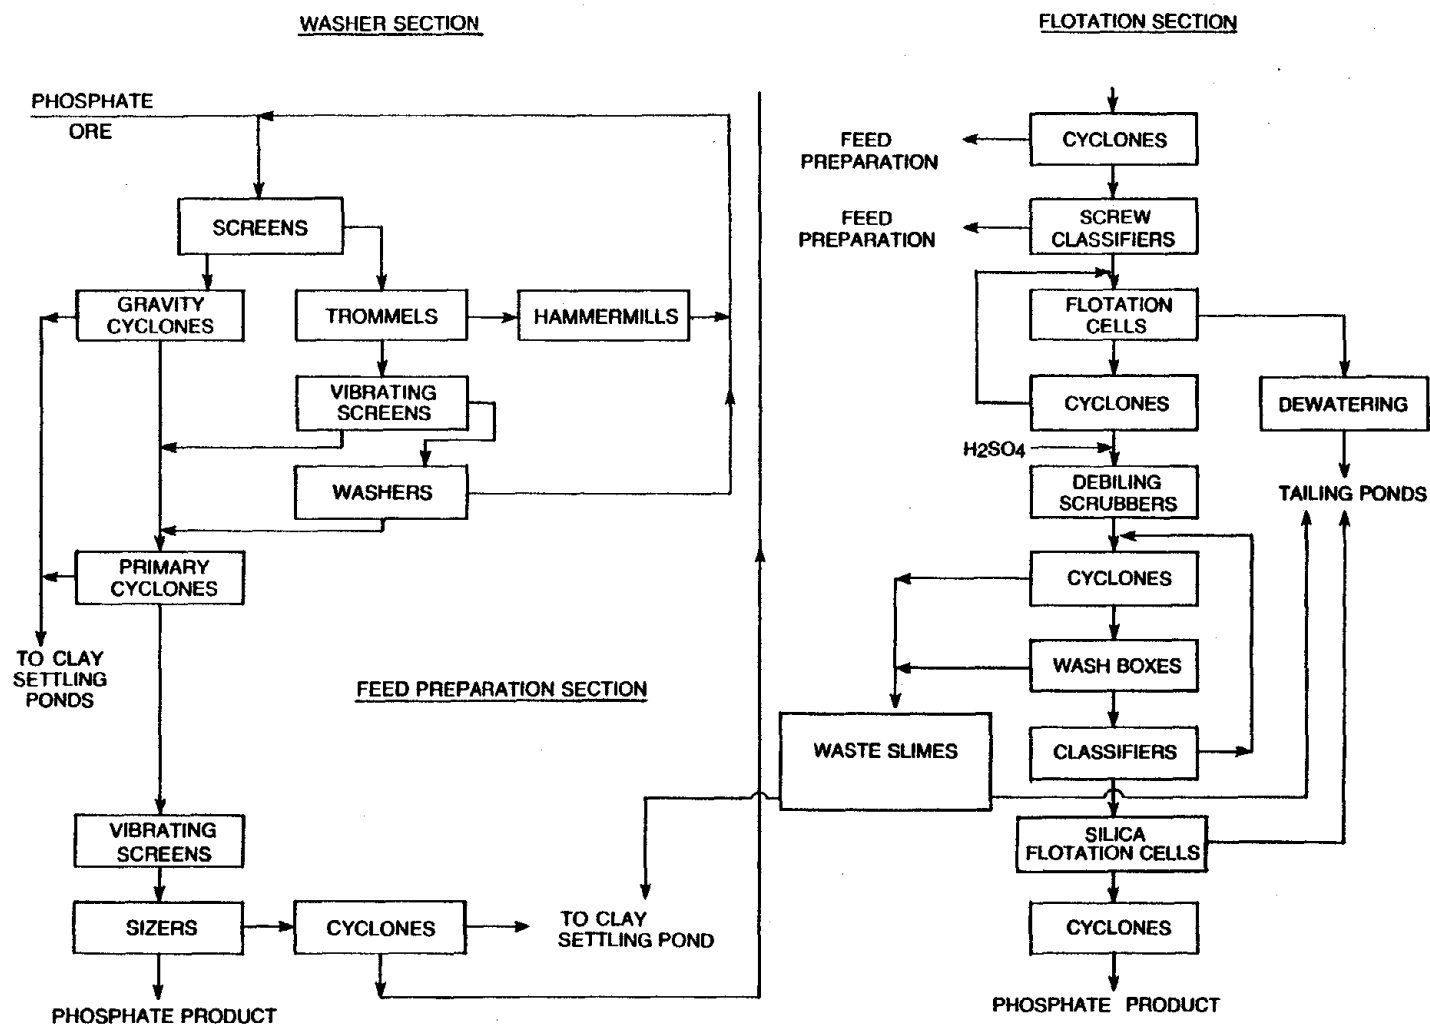 WASHER SECTION
PHOSPHATE
ORE
SCREENS
GRAVITY
CYCLONES
TROMMELS
HAMMERMILLS
VIBRATING
SCREENS
WASHERS
PRIMARY
CYCLONES
TO CLAY
SETTLING
PONDS
FEED PREPARATION SECTION
VIBRATING
SCREENS
SIZERS
CYCLONES
TO CLAY
SETTLING POND
PHOSPHATE PRODUCT
FLOTATION SECTION
CYCLONES
FEED
PREPARATION
SCREW
CLASSIFIERS
FEED
PREPARATION
FLOTATION
CELLS
CYCLONES
DEWATERING
H2SO4
DEBILING
SCRUBBERS
TAILING PONDS
CYCLONES
WASH BOXES
WASTE SLIMES
CLASSIFIERS
SILICA
FLOTATION CELLS
CYCLONES
PHOSPHATE PRODUCT